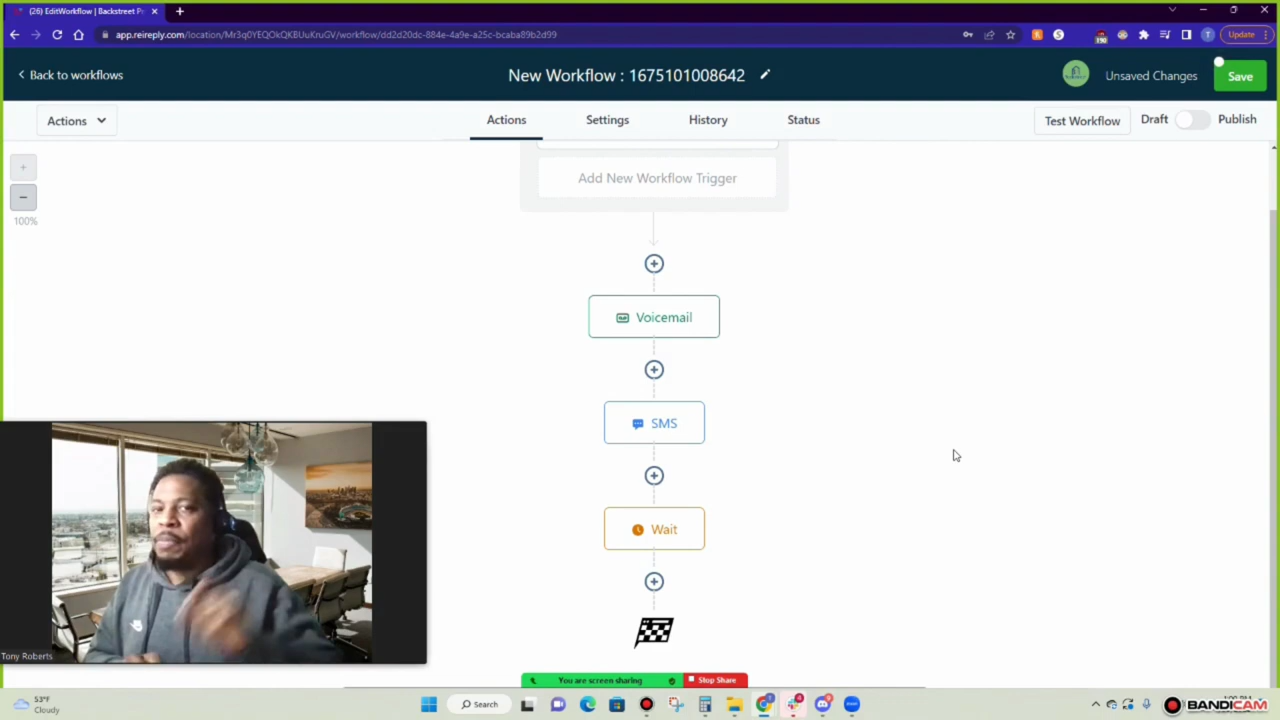 (26) EditWorkflow | Backstreet P
app.reireply.com/location/Mr3q0YEQOkQKBUuKruGV/workflow/dd2d20dc-884e-4a9e-a25c-bcaba89b2d99
Update
Back to workflows
New Workflow : 1675101008642
Unsaved Changes
Save
Actions
Actions
Settings
History
Status
Test Workflow
Draft
Publish
100%
Add New Workflow Trigger
Voicemail
SMS
Wait
Tony Roberts
You are screen sharing
Stop Share
53°F
Cloudy
Search
BANDICAM